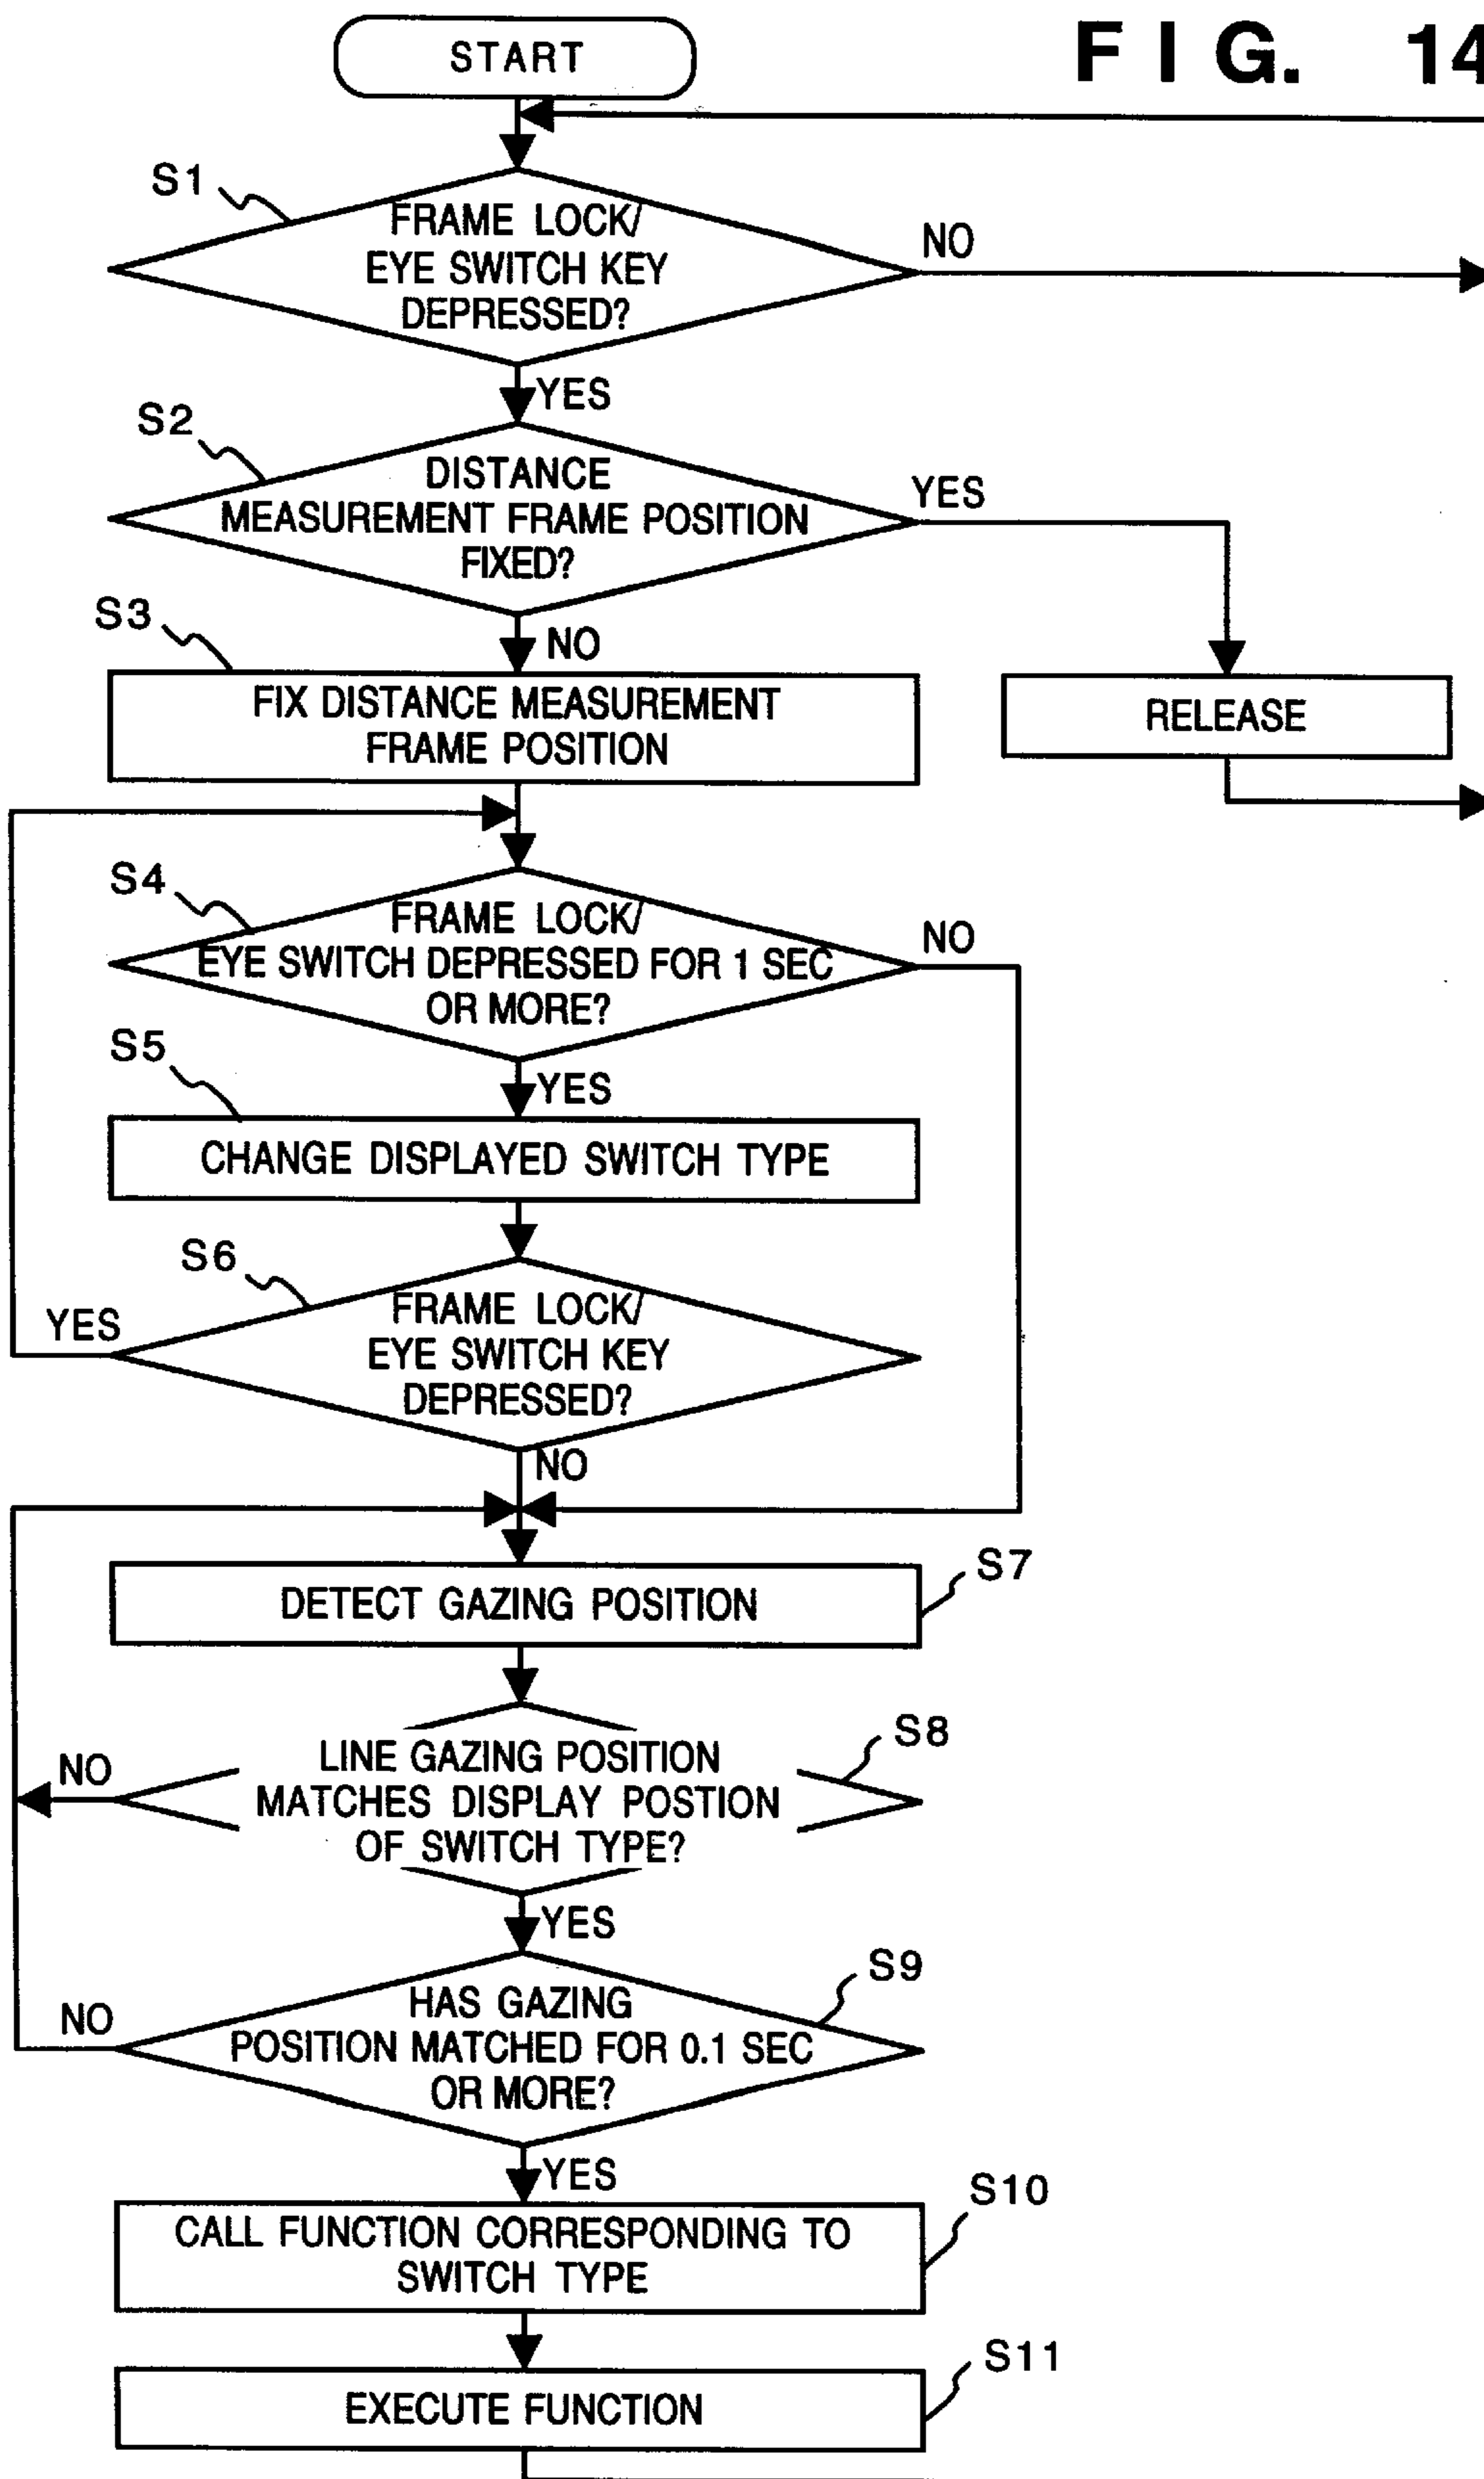 START
FIG. 14
S1
FRAME LOCK/
EYE SWITCH KEY
DEPRESSED?
NO
YES
S2
DISTANCE
MEASUREMENT FRAME POSITION
FIXED?
YES
NO
S3
FIX DISTANCE MEASUREMENT
FRAME POSITION
RELEASE
S4
FRAME LOCK/
EYE SWITCH DEPRESSED FOR 1 SEC
OR MORE?
NO
YES
S5
CHANGE DISPLAYED SWITCH TYPE
S6
FRAME LOCK/
EYE SWITCH KEY
DEPRESSED?
YES
NO
S7
DETECT GAZING POSITION
S8
LINE GAZING POSITION
MATCHES DISPLAY POSTION
OF SWITCH TYPE?
NO
YES
S9
HAS GAZING
POSITION MATCHED FOR 0.1 SEC
OR MORE?
NO
YES
S10
CALL FUNCTION CORRESPONDING TO
SWITCH TYPE
S11
EXECUTE FUNCTION